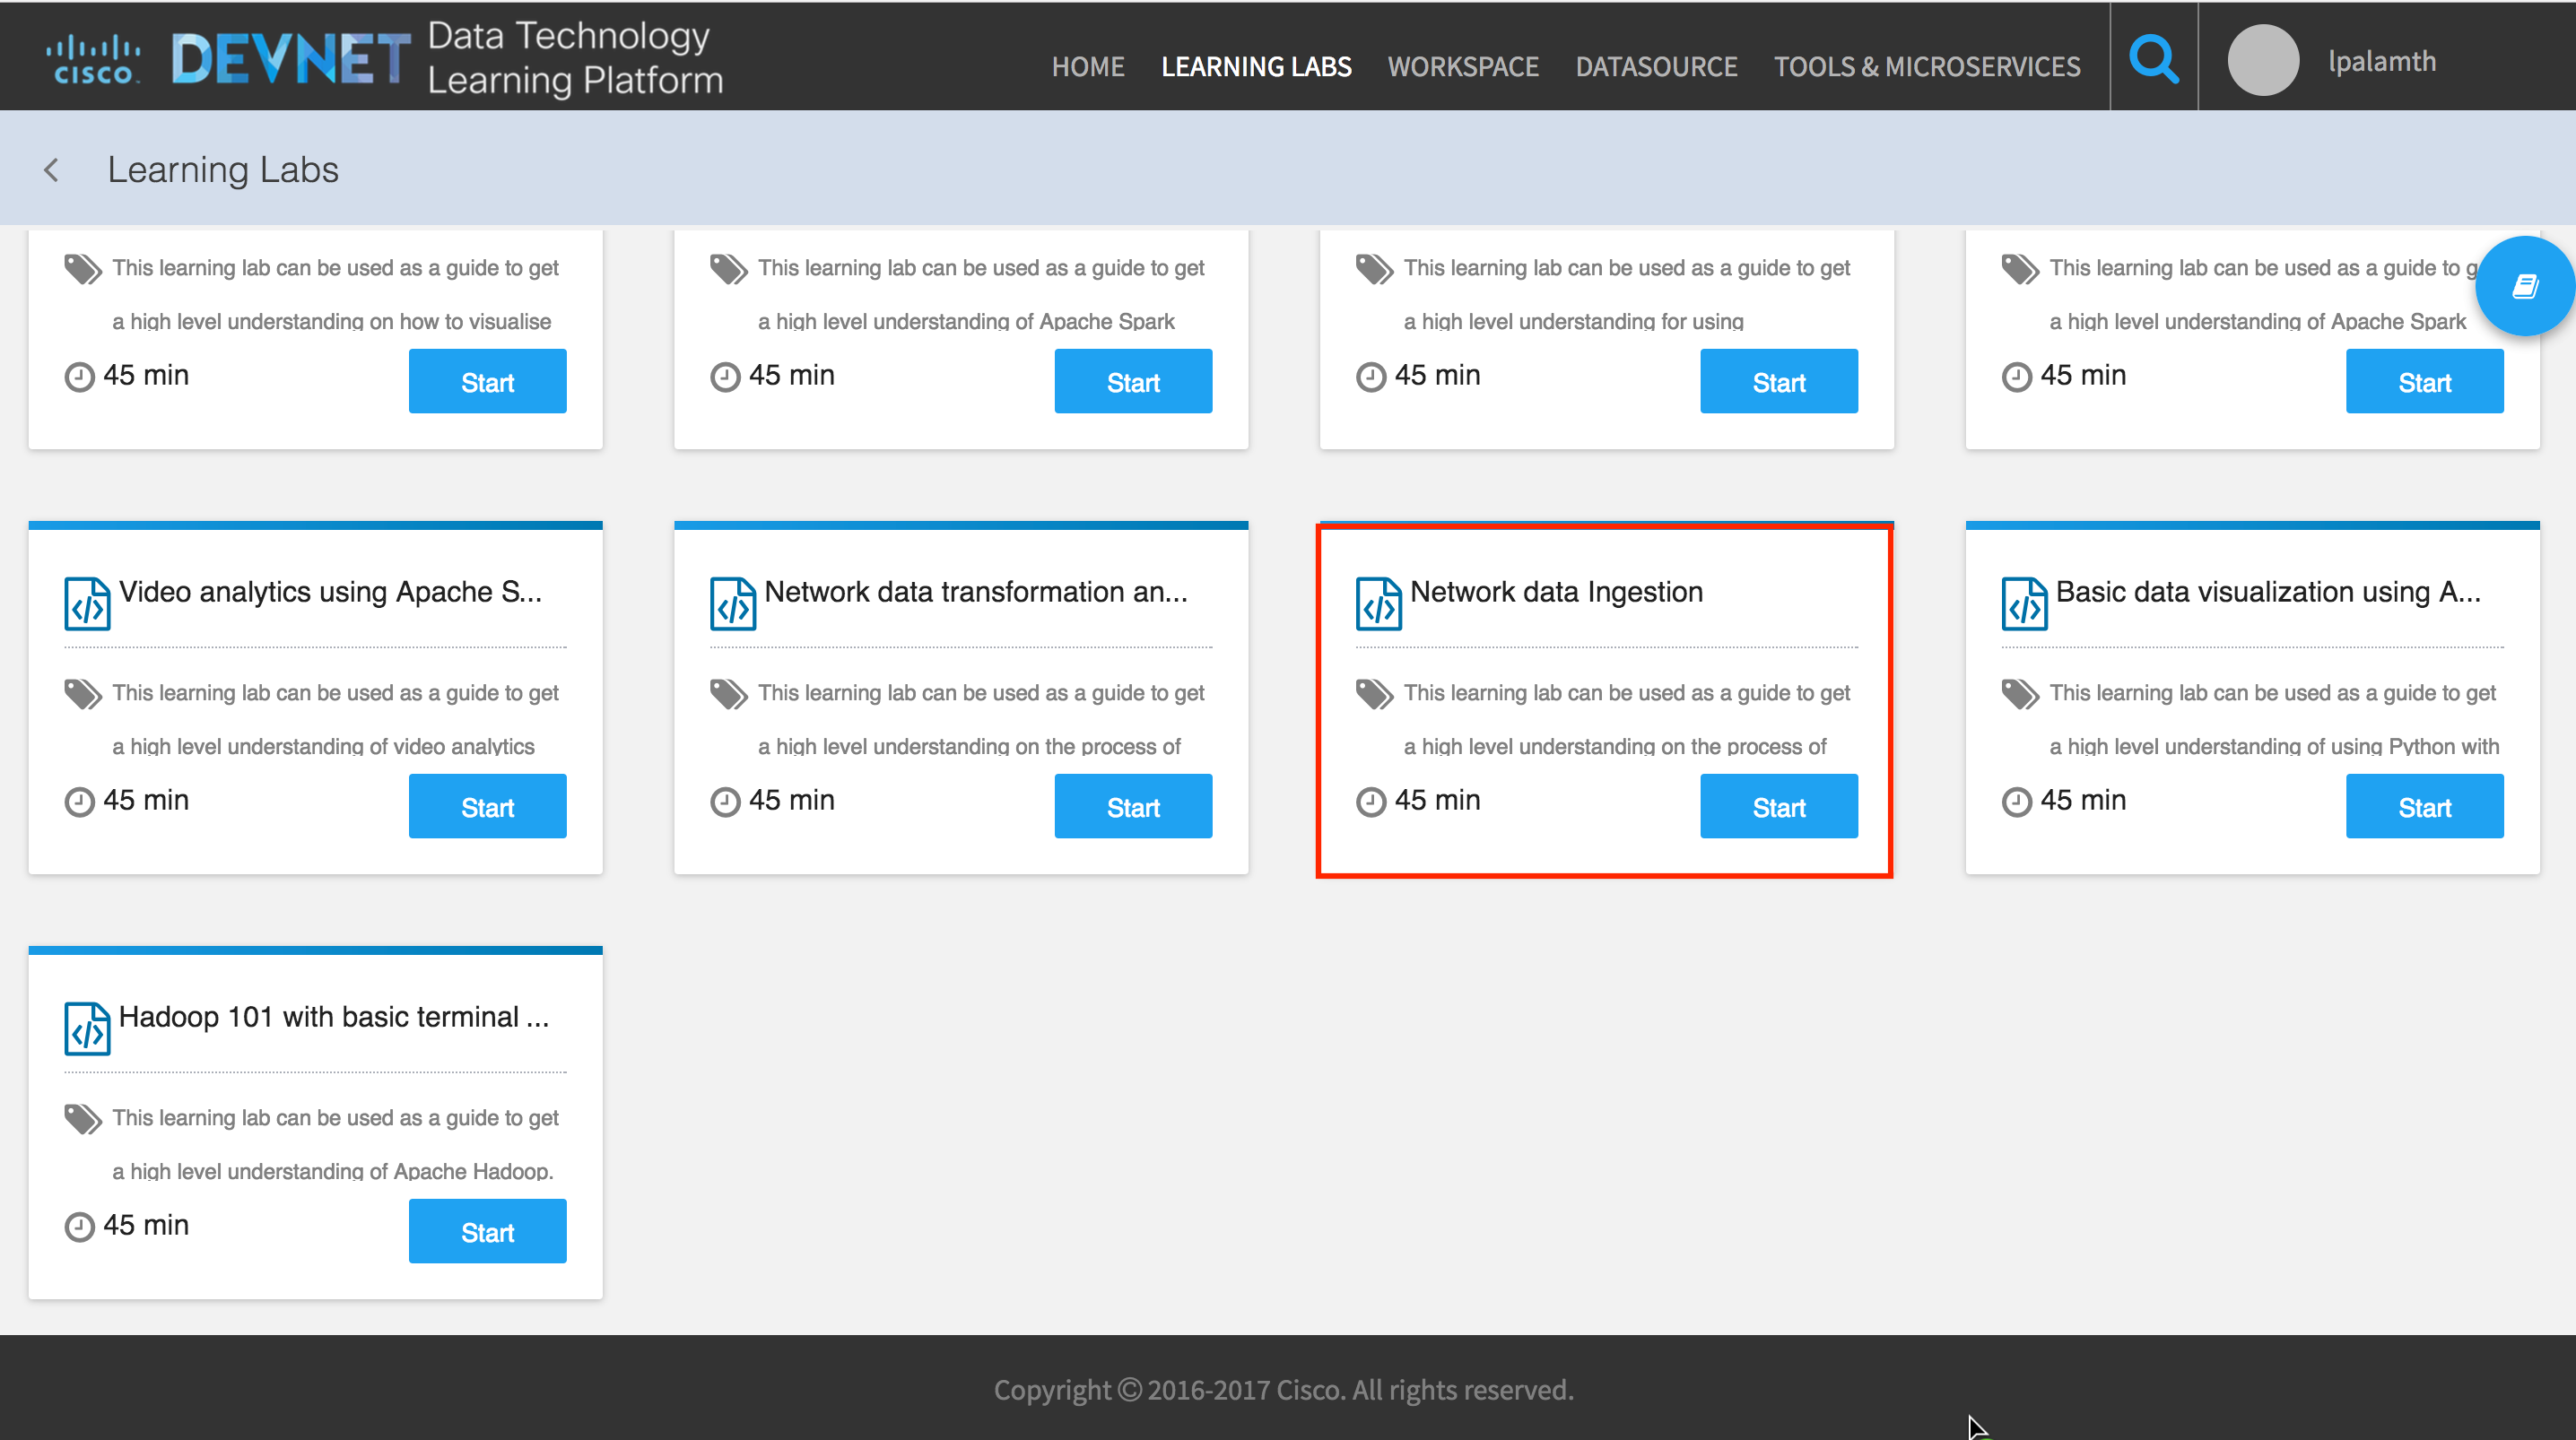 CISCO DEVNET Data Technology
Learning Platform
HOME LEARNING LABS WORKSPACE DATASOURCE TOOLS & MICROSERVICES lpalamth
Learning Labs
This learning lab can be used as a guide to get
a high level understanding on how to visualise
45 min Start
This learning lab can be used as a guide to get
a high level understanding of Apache Spark
45 min Start
This learning lab can be used as a guide to get
a high level understanding for using
45 min Start
This learning lab can be used as a guide to g
a high level understanding of Apache Spark
45 min Start
Video analytics using Apache S...
This learning lab can be used as a guide to get
a high level understanding of video analytics
45 min Start
Network data transformation an...
This learning lab can be used as a guide to get
a high level understanding on the process of
45 min Start
Network data Ingestion
This learning lab can be used as a guide to get
a high level understanding on the process of
45 min Start
Basic data visualization using A...
This learning lab can be used as a guide to get
a high level understanding of using Python with
45 min Start
Hadoop 101 with basic terminal ...
This learning lab can be used as a guide to get
a high level understanding of Apache Hadoop.
45 min Start
Copyright © 2016-2017 Cisco. All rights reserved.